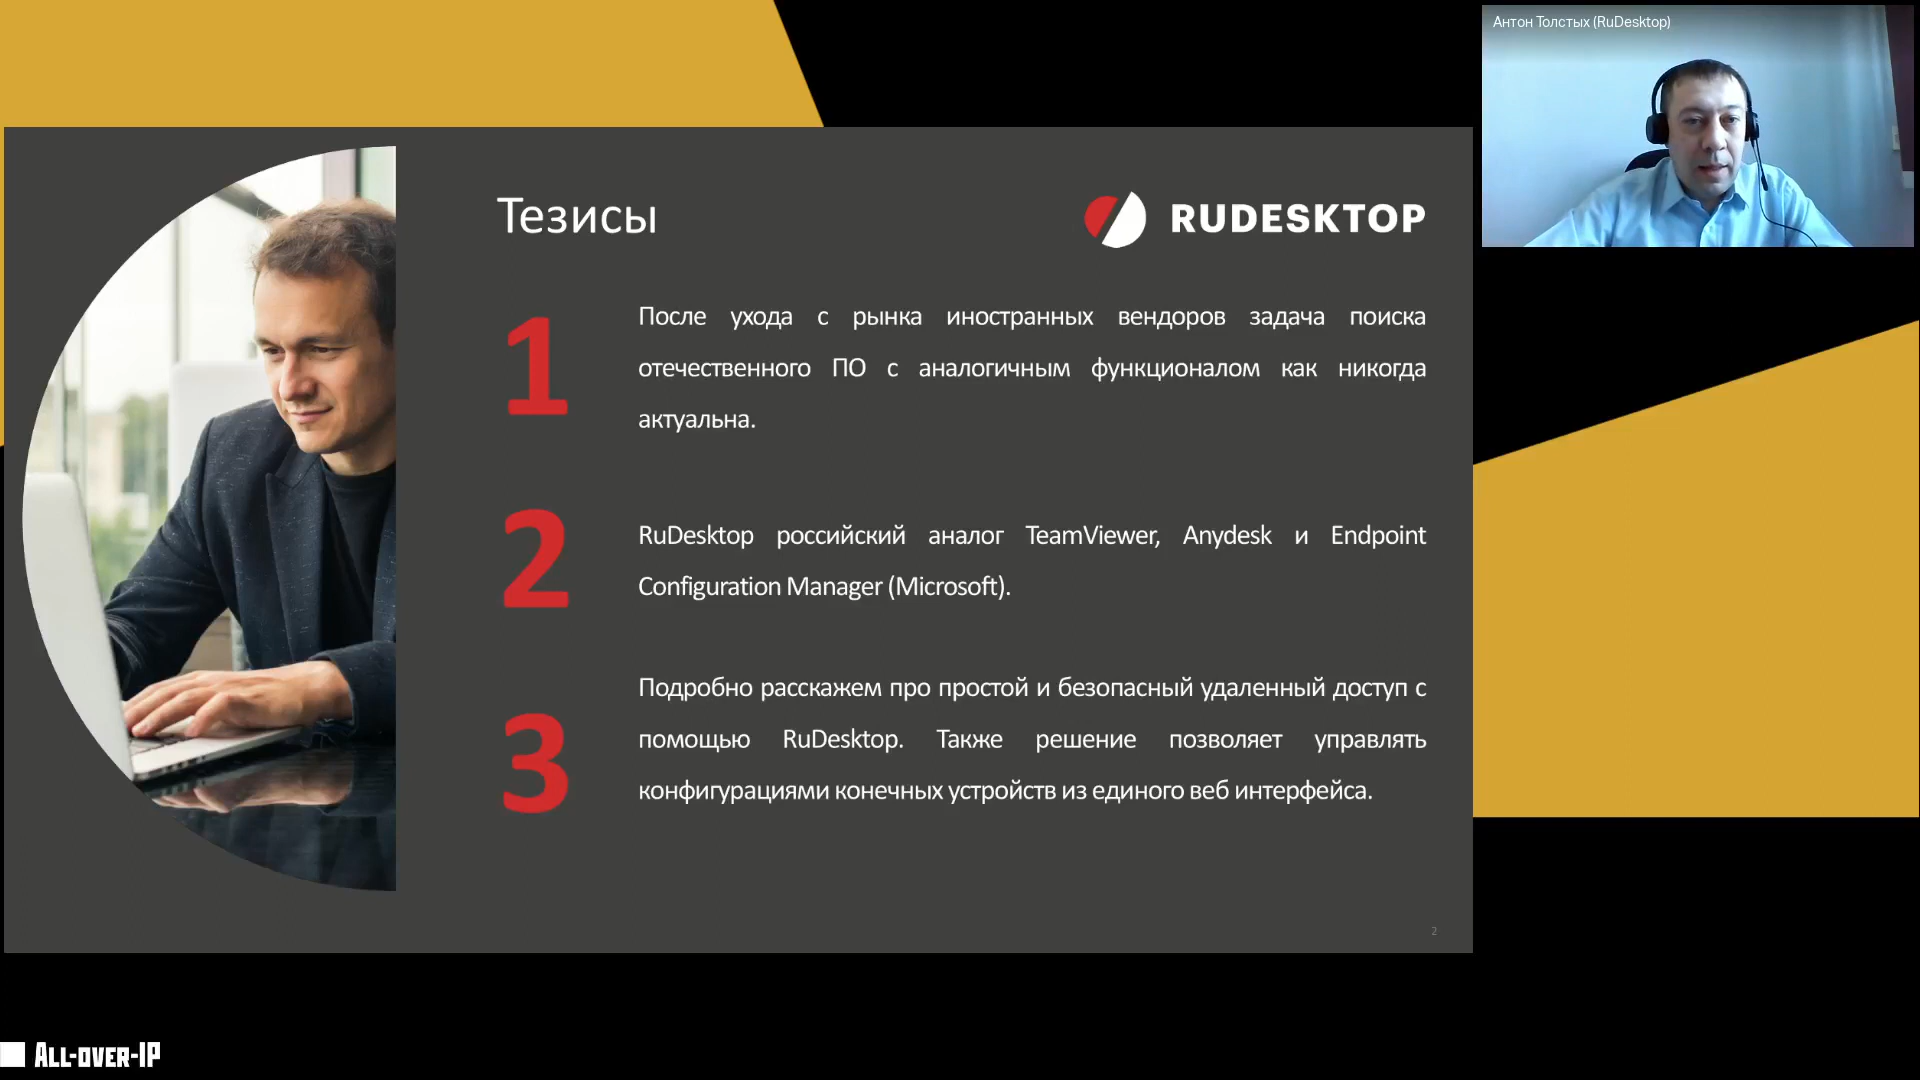 Антон Толстых (RuDesktop)
Тезисы
RUDESKTOP
1
После ухода с рынка иностранных вендоров задача поиска
отечественного ПО с аналогичным функционалом как никогда
актуальна.
2
RuDesktop российский аналог TeamViewer, Anydesk и Endpoint
Configuration Manager (Microsoft).
3
Подробно расскажем про простой и безопасный удаленный доступ с
помощью RuDesktop. Также решение позволяет управлять
конфигурациями конечных устройств из единого веб интерфейса.
2
ALL-OVER-IP